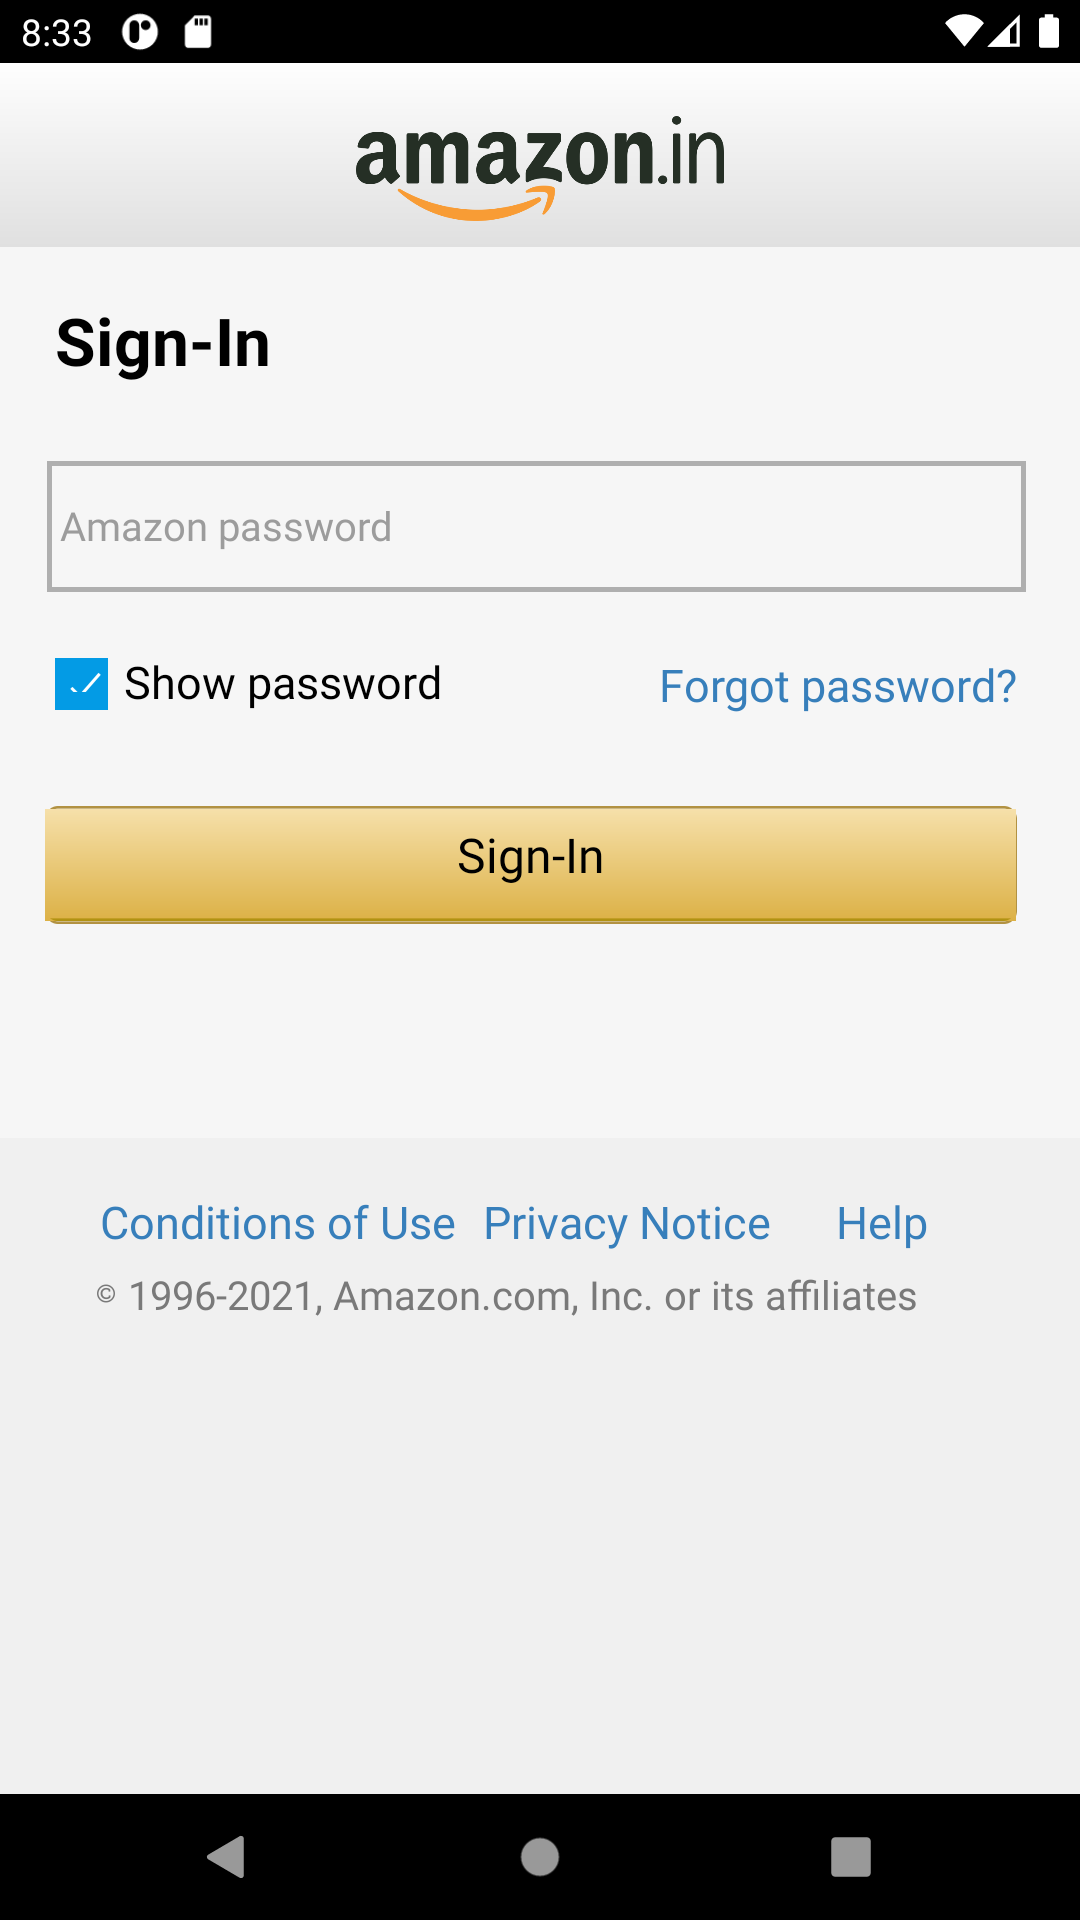 8:33
amazon.in
Sign-In
Amazon password
Show password
Forgot password?
Sign-In
Conditions of Use Privacy Notice Help
© 1996-2021, Amazon.com, Inc. or its affiliates